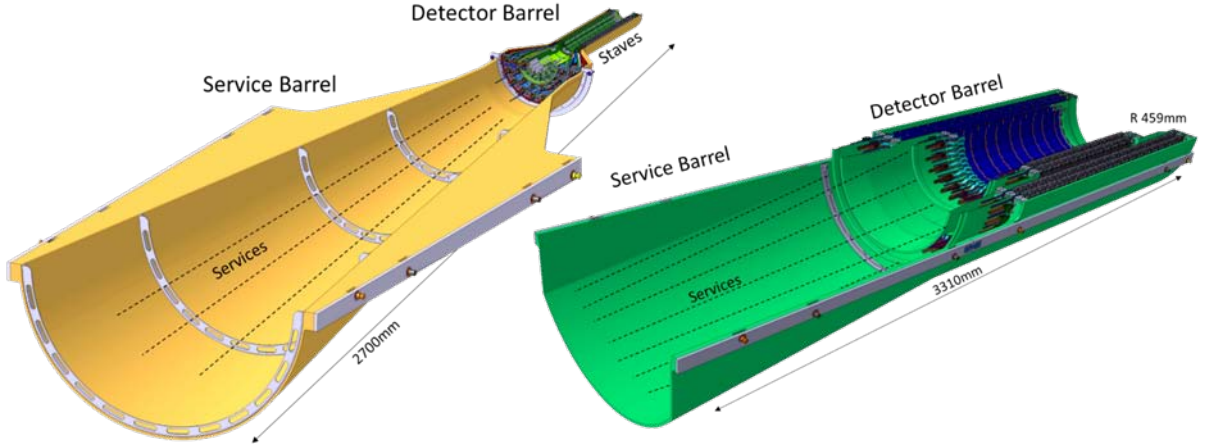 Detector Barrel
Service Barrel
Staves
Services
2700mm
Detector Barrel
R 459mm
Service Barrel
Services
3310mm